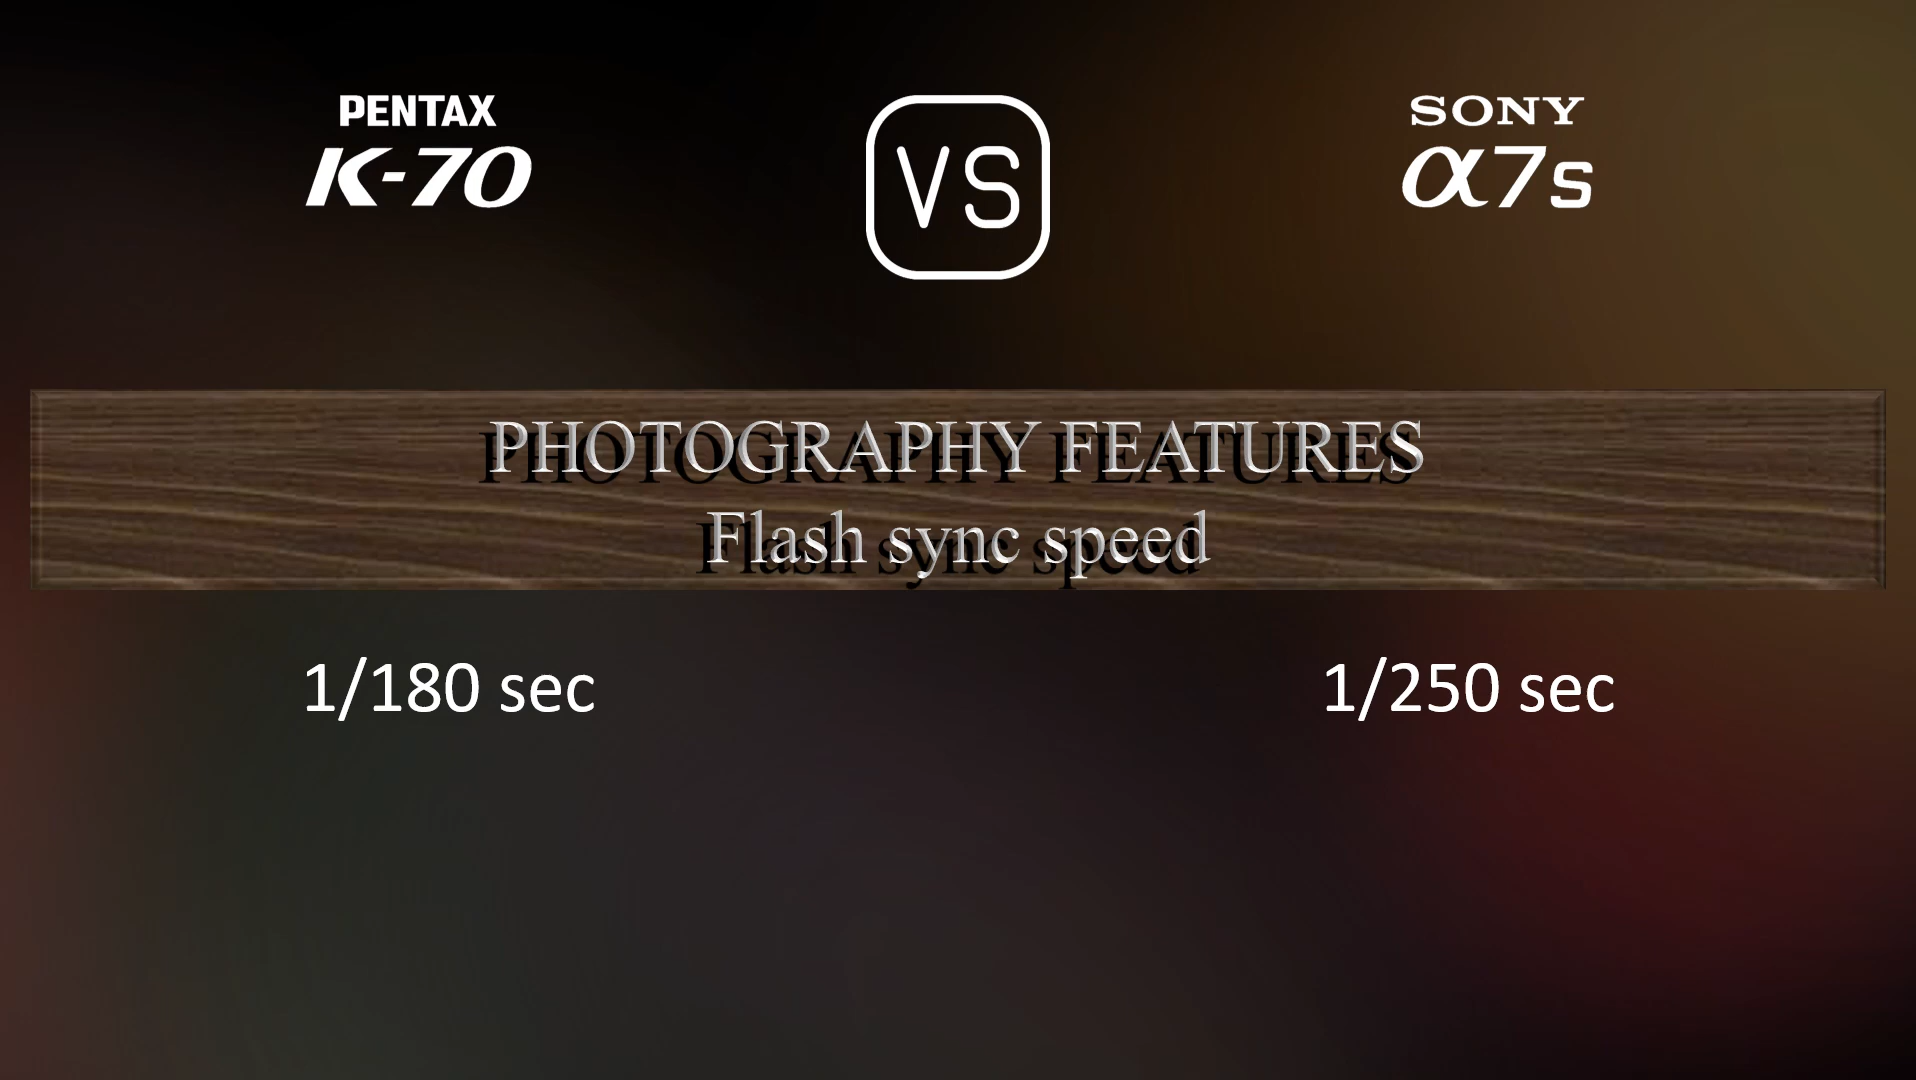 PENTAX
K-70
VS
SONY
α7s
PHOTOGRAPHY FEATURES
Flash sync speed
1/180 sec
1/250 sec